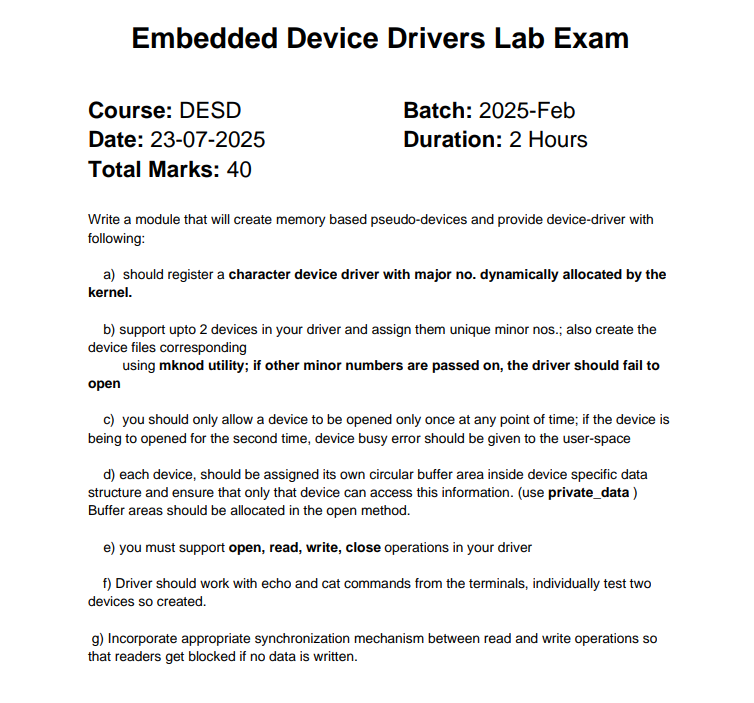 Embedded Device Drivers Lab Exam
Course: DESD Batch: 2025-Feb
Date: 23-07-2025 Duration: 2 Hours
Total Marks: 40
Write a module that will create memory based pseudo-devices and provide device-driver with
following:
a) should register a character device driver with major no. dynamically allocated by the
kernel.
b) support upto 2 devices in your driver and assign them unique minor nos.; also create the
device files corresponding
using mknod utility; if other minor numbers are passed on, the driver should fail to
open
c) you should only allow a device to be opened only once at any point of time; if the device is
being to opened for the second time, device busy error should be given to the user-space
d) each device, should be assigned its own circular buffer area inside device specific data
structure and ensure that only that device can access this information. (use private_data )
Buffer areas should be allocated in the open method.
e) you must support open, read, write, close operations in your driver
f) Driver should work with echo and cat commands from the terminals, individually test two
devices so created.
g) Incorporate appropriate synchronization mechanism between read and write operations so
that readers get blocked if no data is written.